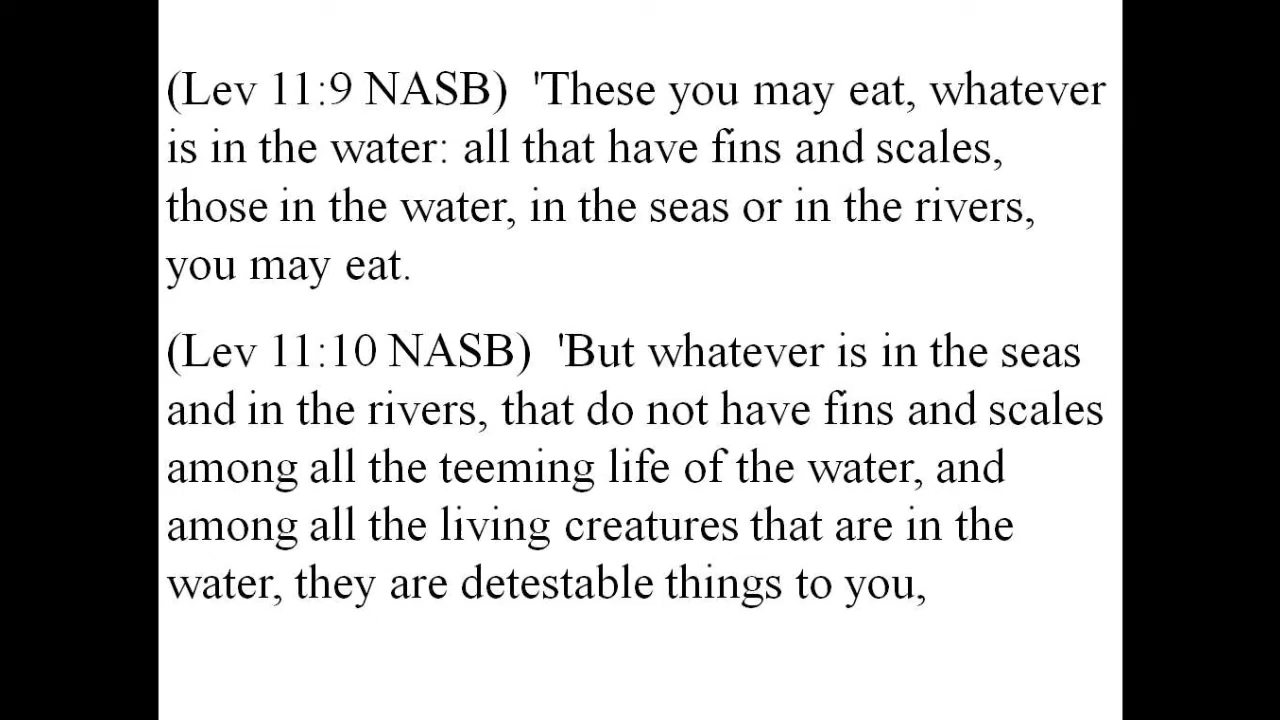 (Lev 11:9 NASB)  'These you may eat, whatever
is in the water: all that have fins and scales,
those in the water, in the seas or in the rivers,
you may eat.
(Lev 11:10 NASB)  'But whatever is in the seas
and in the rivers, that do not have fins and scales
among all the teeming life of the water, and
among all the living creatures that are in the
water, they are detestable things to you,